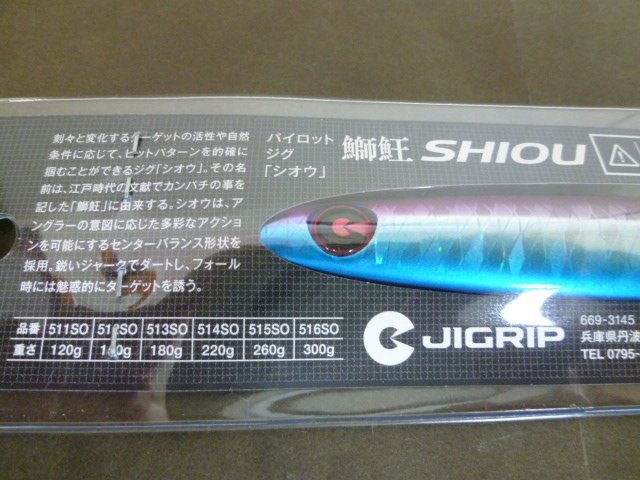 刻々と変化するターゲットの活性や自然
条件に応じて、ヒットパターンを的確に
掴むことができるジグ「シオウ」。その名
前は、江戸時代の文献でカンパチの事を
記した「鰤魟」に由来する。シオウは、ア
ングラーの意図に応じた多彩なアクショ
ンを可能にするセンターバランス形状を
採用。鋭いジャークでダートし、フォール
時には魅惑的にターゲットを誘う。
パイロット
ジグ
「シオウ」
SHIOU
品番 511SO 512SO 513SO 514SO 515SO 516SO
重さ 120g 180g 220g 260g 300g
JIGRIP
669-3145
兵庫県丹波
TEL 0795-